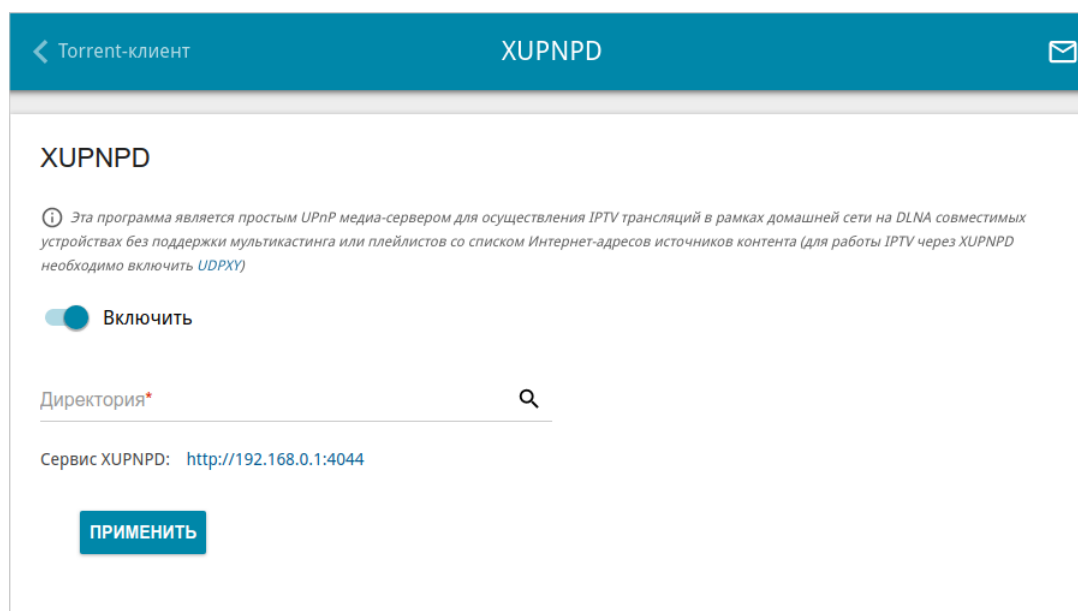 Torrent-клиент
XUPNPD
XUPNPD
Эта программа является простым UPnP медиа-сервером для осуществления IPTV трансляций в рамках домашней сети на DLNA совместимых
устройствах без поддержки мультикастинга или плейлистов со списком Интернет-адресов источников контента (для работы IPTV через XUPNPD
необходимо включить UDPXY)
Включить
Директория*
Сервис XUPNPD: http://192.168.0.1:4044
ПРИМЕНИТЬ